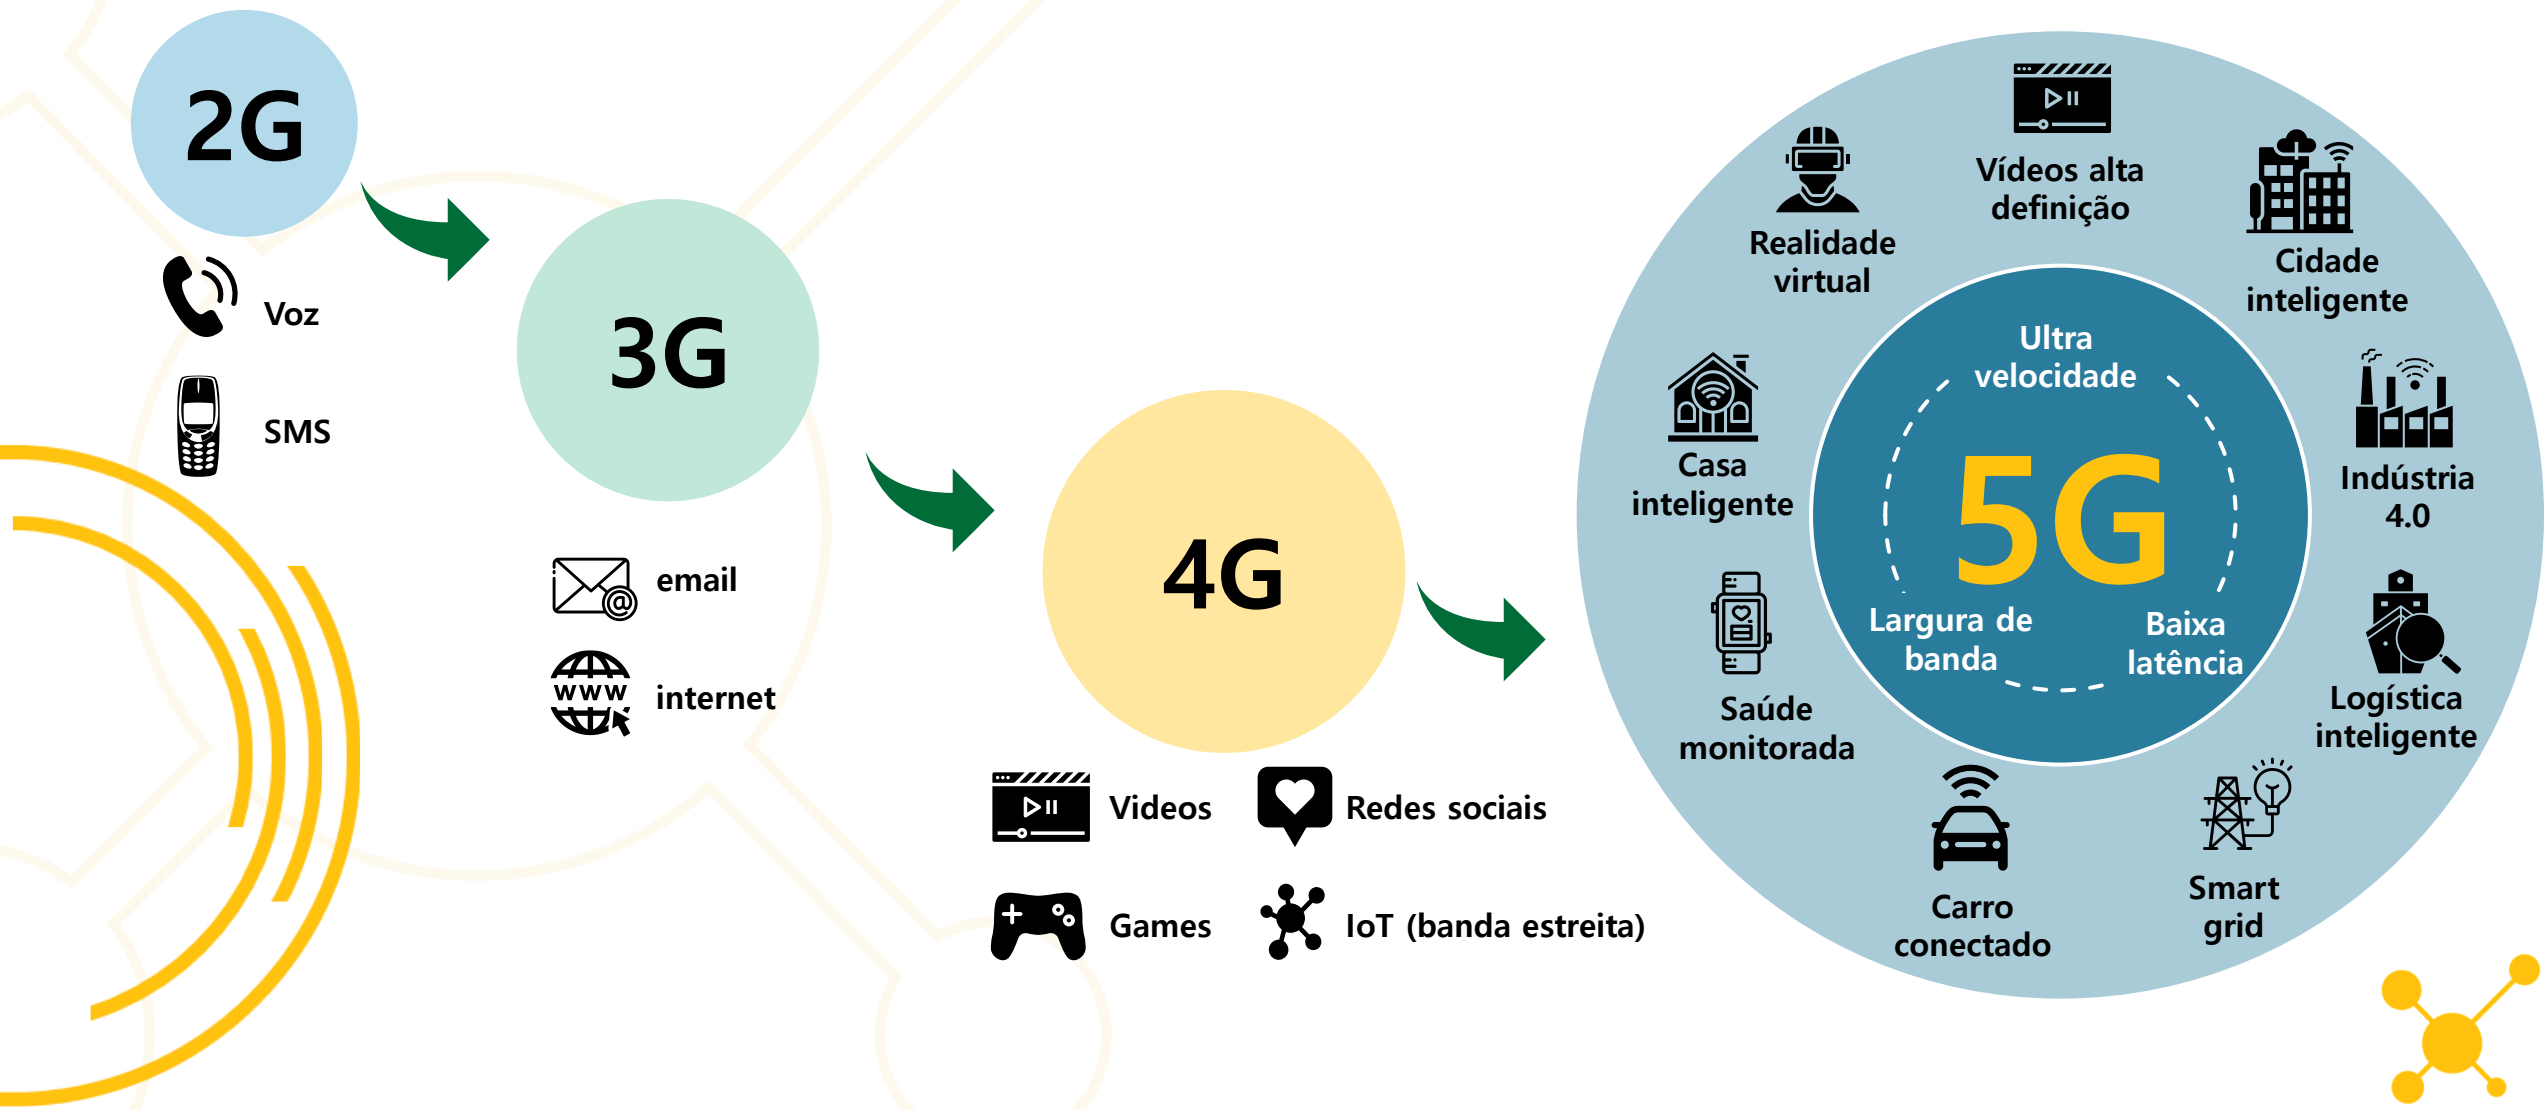 2G
Voz
SMS
3G
email
www
internet
4G
Videos
Redes sociais
Games
IoT (banda estreita)
Vídeos alta
definição
Realidade
virtual
Cidade
inteligente
Casa
inteligente
Indústria
4.0
Saúde
monitorada
Logística
inteligente
Carro
conectado
Smart
grid
Ultra
velocidade
5G
Largura de
banda
Baixa
latência